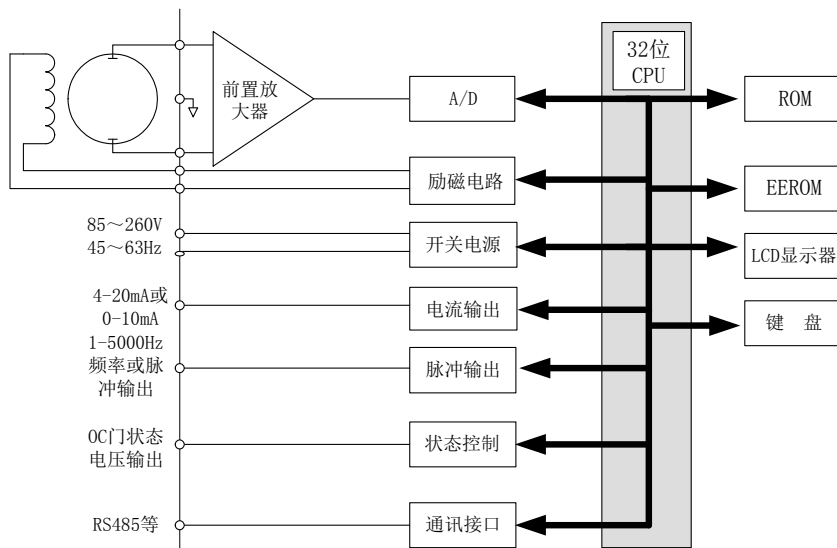 32位
CPU
前置放
大器
A/D
ROM
励磁电路
EEROM
85～260V
45～63Hz
开关电源
LCD显示器
4-20mA或
0-10mA
电流输出
键 盘
1-5000Hz
频率或脉
冲输出
脉冲输出
OC门状态
电压输出
状态控制
RS485等
通讯接口